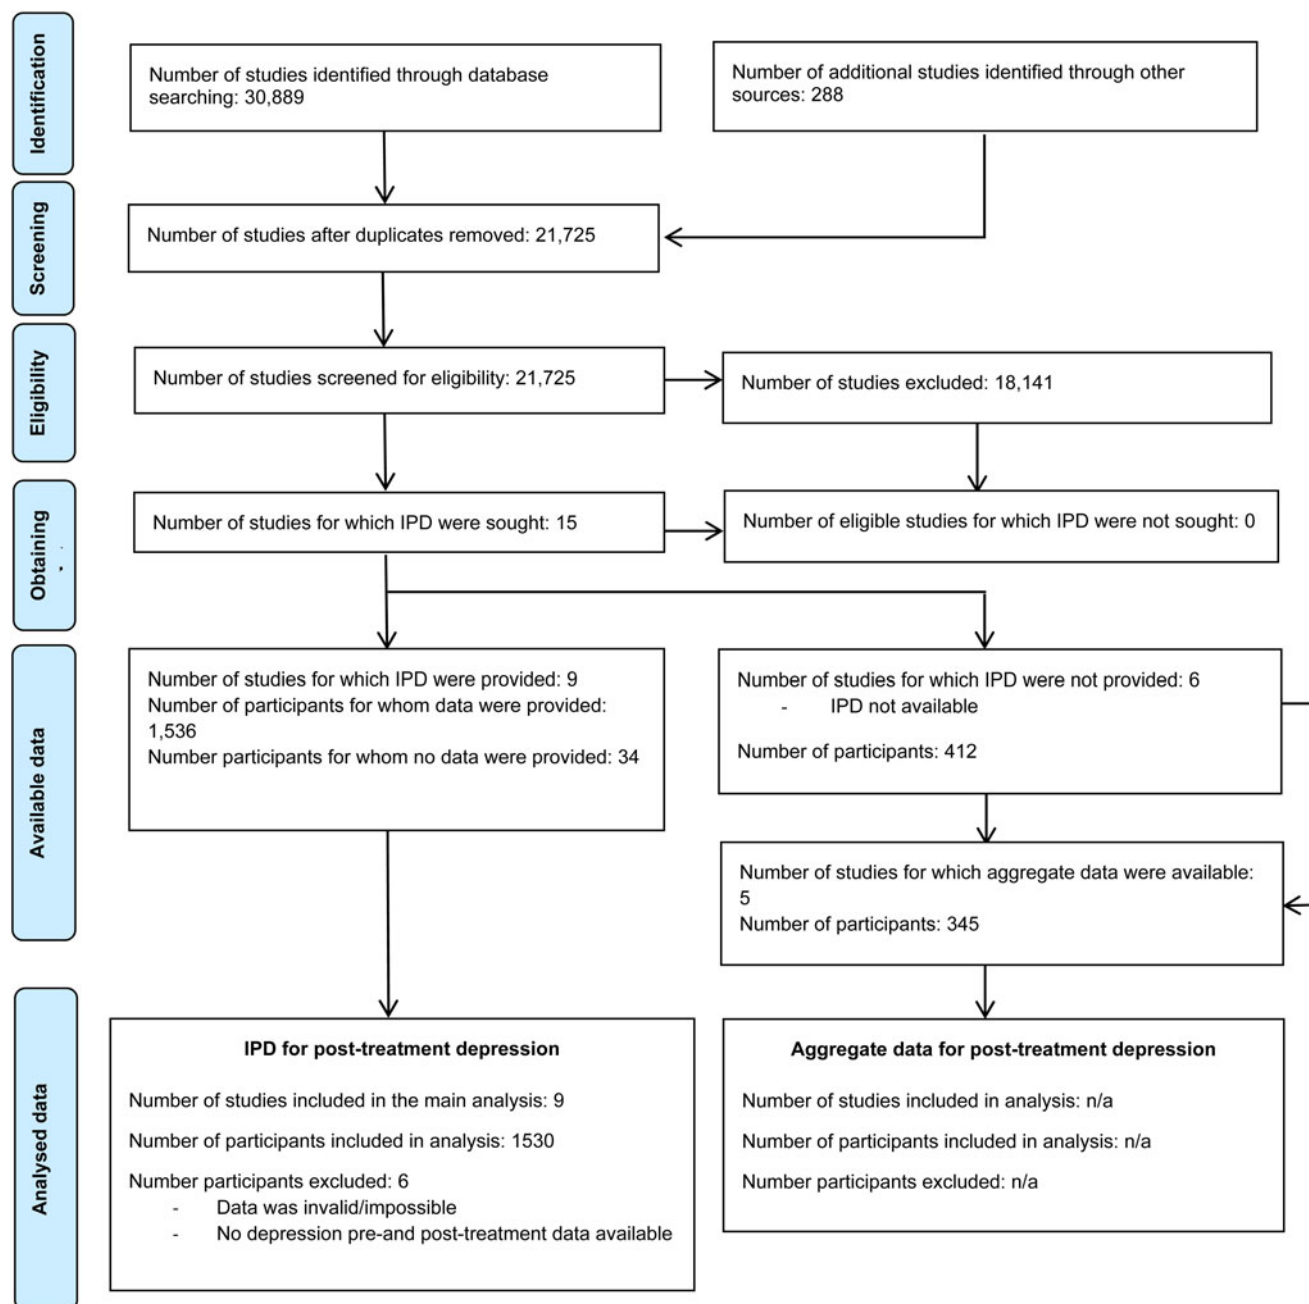 Identification
Number of studies identified through database
searching: 30,889
Number of additional studies identified through other
sources: 288
Screening
Number of studies after duplicates removed: 21,725
Eligibility
Number of studies screened for eligibility: 21,725
Number of studies excluded: 18,141
Obtaining
Number of studies for which IPD were sought: 15
Number of eligible studies for which IPD were not sought: 0
Available data
Number of studies for which IPD were provided: 9
Number of participants for whom data were provided:
1,536
Number participants for whom no data were provided: 34
Number of studies for which IPD were not provided: 6
- IPD not available
Number of participants: 412
Number of studies for which aggregate data were available:
5
Number of participants: 345
Analysed data
IPD for post-treatment depression
Number of studies included in the main analysis: 9
Number of participants included in analysis: 1530
Number participants excluded: 6
- Data was invalid/impossible
- No depression pre-and post-treatment data available
Aggregate data for post-treatment depression
Number of studies included in analysis: n/a
Number of participants included in analysis: n/a
Number participants excluded: n/a